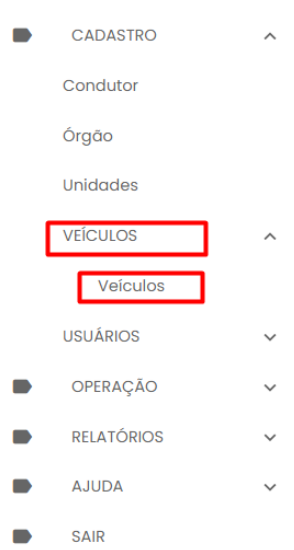 CADASTRO
Condutor
Órgão
Unidades
VEÍCULOS
Veículos
USUÁRIOS
OPERAÇÃO
RELATÓRIOS
AJUDA
SAIR